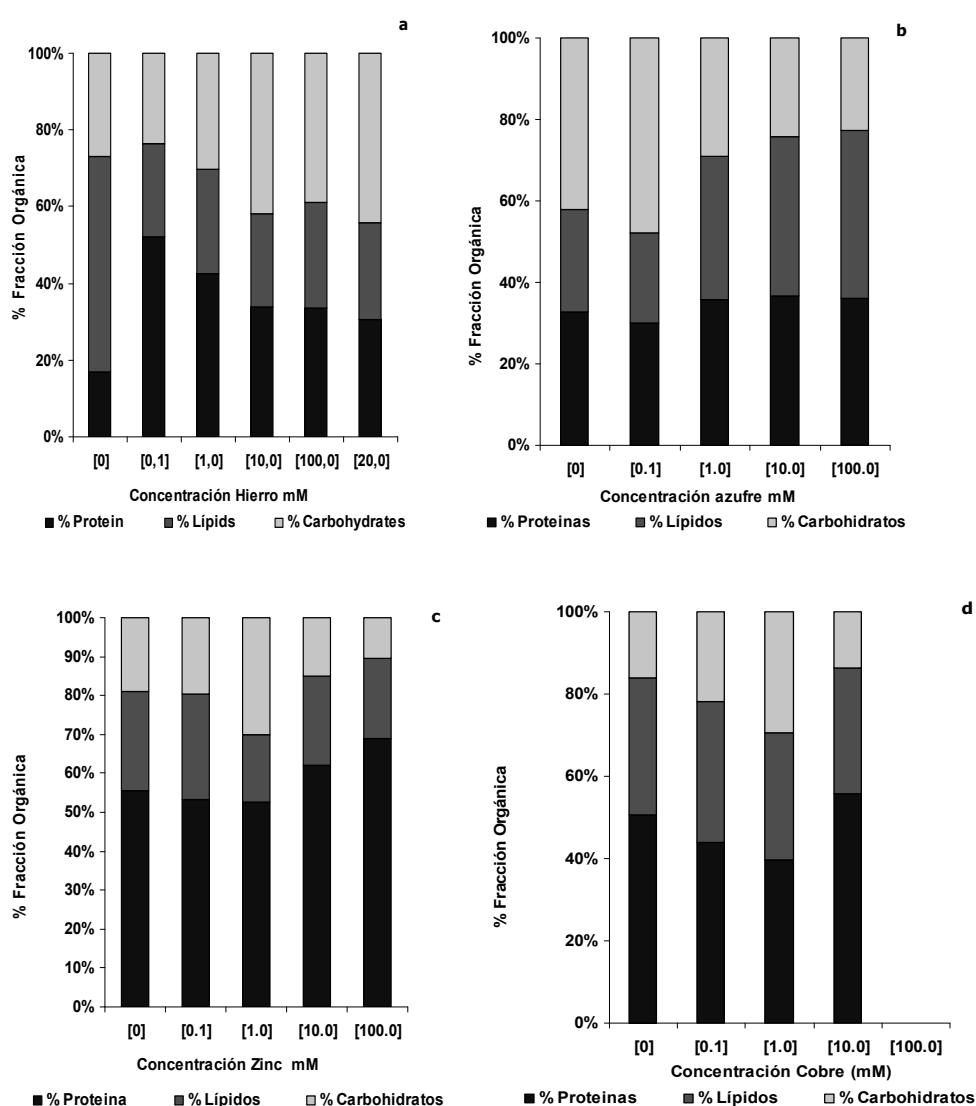 a
100%
80%
60%
40%
20%
0%
% Fracción Orgánica
[0] [0,1] [1,0] [10,0] [100,0] [20,0]
Concentración Hierro mM
% Protein % Lípids % Carbohydrates
b
100%
80%
60%
40%
20%
0%
% Fracción Orgánica
[0] [0.1] [1.0] [10.0] [100.0]
Concentración azufre mM
% Proteinas % Lípidos % Carbohidratos
c
100%
90%
80%
70%
60%
50%
40%
30%
20%
10%
0%
% Fracción Orgánica
[0] [0.1] [1.0] [10.0] [100.0]
Concentración Zinc mM
% Proteina % Lípidos % Carbohidratos
d
100%
80%
60%
40%
20%
0%
% Fracción Orgánica
[0] [0.1] [1.0] [10.0] [100.0]
Concentración Cobre (mM)
% Proteinas % Lípidos % Carbohidratos